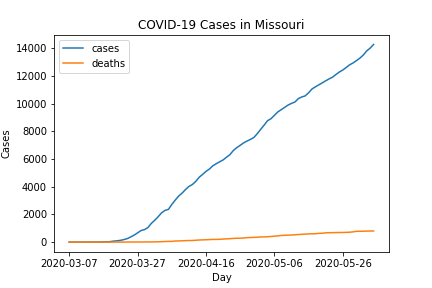 COVID-19 Cases in Missouri
cases
deaths
14000
12000
10000
8000
6000
4000
2000
0
Cases
2020-03-07 2020-03-27 2020-04-16 2020-05-06 2020-05-26
Day